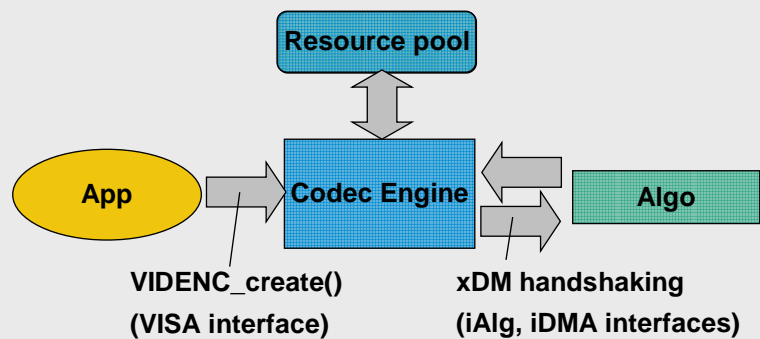 Resource pool
App
Codec Engine
Algo
VIDENC_create()
(VISA interface)
xDM handshaking
(iAlg, iDMA interfaces)